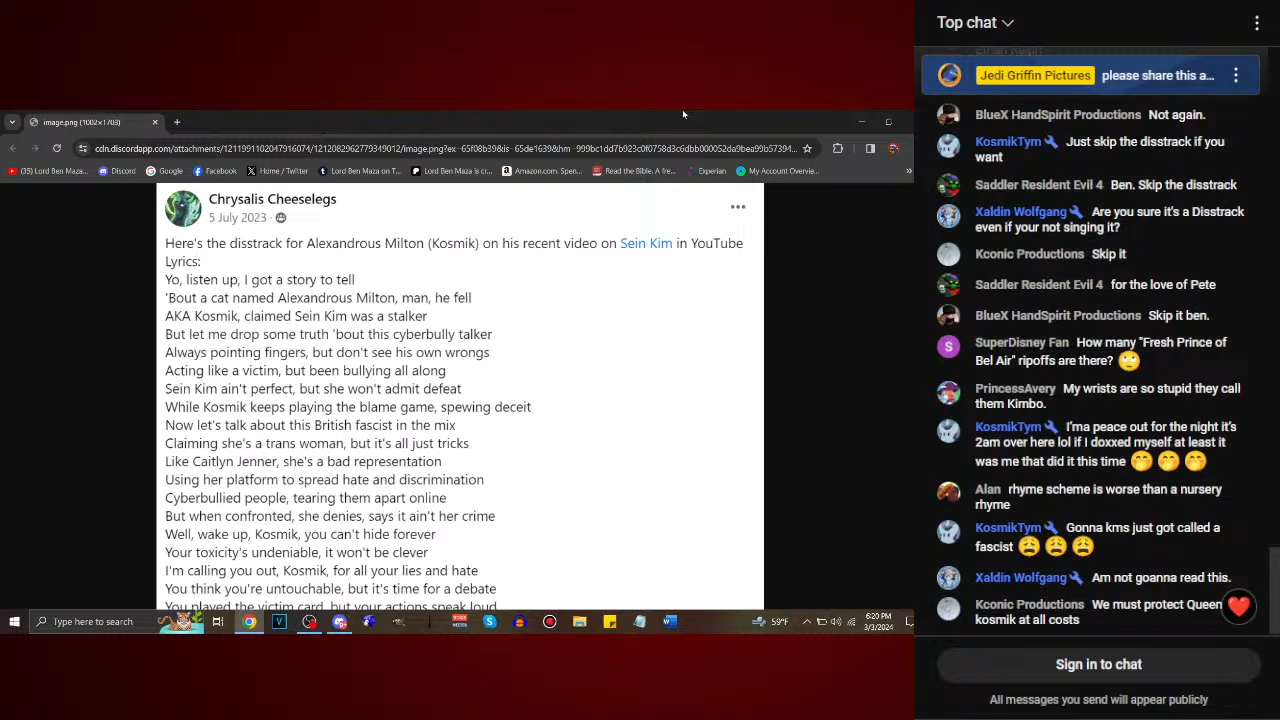 image.png (1002×1703)
cdn.discordapp.com/attachments/1211991102047916074/1212082962779349012/image.png?ex=65f08b39&is=65de1639&hm=999bc1dd7b923c0f0758d3c6dbb000052da9bea99b57394...
(35) Lord Ben Maza...
Discord
Google
Facebook
Home / Twitter
Lord Ben Maza on T...
Lord Ben Maza is cr...
Amazon.com. Spen...
Read the Bible. A fre...
Experian
My Account Overvie...
Chrysalis Cheeselegs
5 July 2023 ·
Here's the disstrack for Alexandrous Milton (Kosmik) on his recent video on Sein Kim in YouTube
Lyrics:
Yo, listen up, I got a story to tell
'Bout a cat named Alexandrous Milton, man, he fell
AKA Kosmik, claimed Sein Kim was a stalker
But let me drop some truth 'bout this cyberbully talker
Always pointing fingers, but don't see his own wrongs
Acting like a victim, but been bullying all along
Sein Kim ain't perfect, but she won't admit defeat
While Kosmik keeps playing the blame game, spewing deceit
Now let's talk about this British fascist in the mix
Claiming she's a trans woman, but it's all just tricks
Like Caitlyn Jenner, she's a bad representation
Using her platform to spread hate and discrimination
Cyberbullied people, tearing them apart online
But when confronted, she denies, says it ain't her crime
Well, wake up, Kosmik, you can't hide forever
Your toxicity's undeniable, it won't be clever
I'm calling you out, Kosmik, for all your lies and hate
You think you're untouchable, but it's time for a debate
You played the victim card, but your actions speak loud
Type here to search
59°F
6:20 PM
3/3/2024
Top chat
Jedi Griffin Pictures please share this a...
BlueX HandSpirit Productions Not again.
KosmikTym Just skip the disstrack if you
want
Saddler Resident Evil 4 Ben. Skip the disstrack
Xaldin Wolfgang Are you sure it's a Disstrack
even if your not singing it?
Kconic Productions Skip it
Saddler Resident Evil 4 for the love of Pete
BlueX HandSpirit Productions Skip it ben.
S
SuperDisney Fan How many "Fresh Prince of
Bel Air" ripoffs are there? 🙄
PrincessAvery My wrists are so stupid they call
them Kimbo.
KosmikTym I'ma peace out for the night it's
2am over here lol if I doxxed myself at least it
was me that did it this time 🤭🤭🤭
Alan rhyme scheme is worse than a nursery
rhyme
KosmikTym Gonna kms just got called a
fascist 😩😩😩
Xaldin Wolfgang Am not goanna read this.
Kconic Productions We must protect Queen
kosmik at all costs
Sign in to chat
All messages you send will appear publicly